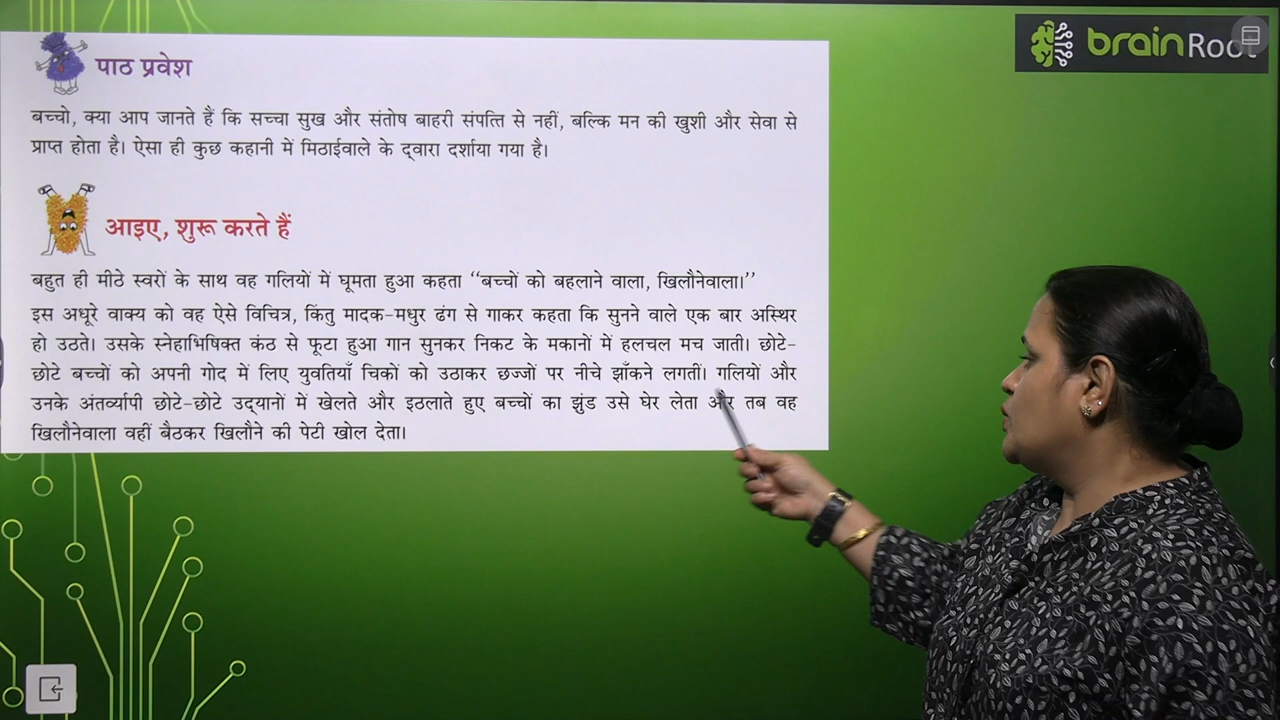 brainRoot
पाठ प्रवेश
बच्चो, क्या आप जानते हैं कि सच्चा सुख और संतोष बाहरी संपत्ति से नहीं, बल्कि मन की खुशी और सेवा से
प्राप्त होता है। ऐसा ही कुछ कहानी में मिठाईवाले के द्वारा दर्शाया गया है।
आइए, शुरू करते हैं
बहुत ही मीठे स्वरों के साथ वह गलियों में घूमता हुआ कहता ‘‘बच्चों को बहलाने वाला, खिलौनेवाला।’’
इस अधूरे वाक्य को वह ऐसे विचित्र, किंतु मादक-मधुर ढंग से गाकर कहता कि सुनने वाले एक बार अस्थिर
हो उठते। उसके स्नेहाभिषिक्त कंठ से फूटा हुआ गान सुनकर निकट के मकानों में हलचल मच जाती। छोटे-
छोटे बच्चों को अपनी गोद में लिए युवतियाँ चिकों को उठाकर छज्जों पर नीचे झाँकने लगतीं। गलियों और
उनके अंतर्व्यापी छोटे-छोटे उद्यानों में खेलते और इठलाते हुए बच्चों का झुंड उसे घेर लेता और तब वह
खिलौनेवाला वहीं बैठकर खिलौने की पेटी खोल देता।